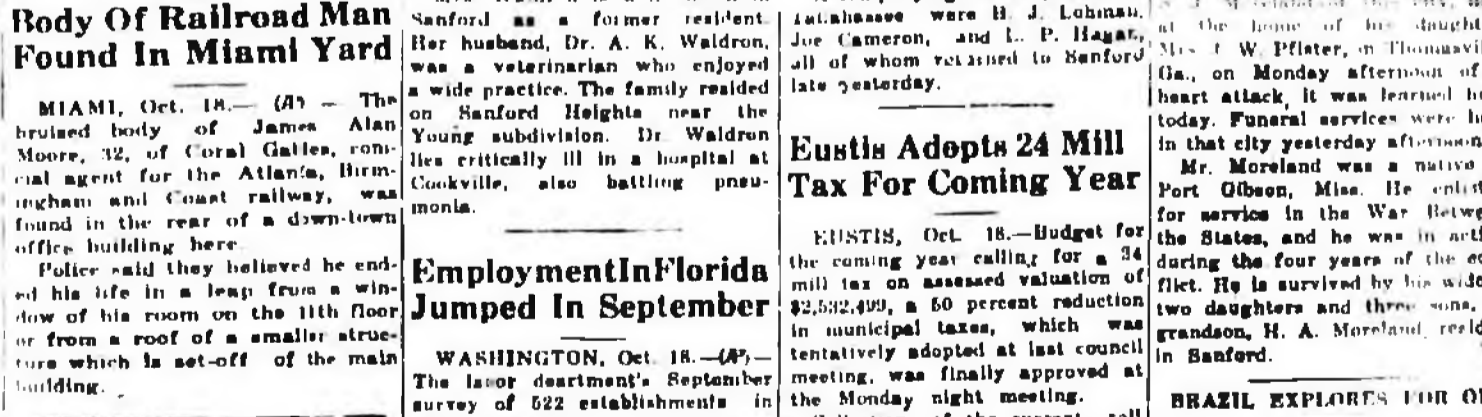 Body Of Railroad Man
Found In Miami Yard
MIAMI, Oct. 18.— (AP) — The
bruised body of James Alan
Moore, 32, of Coral Gables,
cial agent for the Atlanta, Birm-
ingham and Coast railway, was
found in the rear of a down-town
office building here
Police said they believed he end-
ed his life in a leap from a win-
dow of his room on the 11th floor
or from a roof of a smaller struc-
ture which is set-off of the main
building.
Sanford as a former resident.
Her husband, Dr. A. K. Waldron,
was a veterinarian who enjoyed
a wide practice. The family resided
on Sanford Heights near the
Young subdivision. Dr. Waldron
lies critically ill in a hospital at
Cookville, also battling pneu-
monia.
EmploymentInFlorida
Jumped In September
WASHINGTON, Oct. 18.—(AP)—
The labor deartment's September
survey of 522 establishments in
Tallahassee were H. J. Lohman,
Joe Cameron, and L. P. Hagan,
all of whom returned to Sanford
late yesterday.
Eustis Adopts 24 Mill
Tax For Coming Year
EUSTIS, Oct. 18.—Budget for
the coming year calling for a 24
mill tax on assessed valuation of
$2,532,499, a 50 percent reduction
in municipal taxes, which was
tentatively adopted at last council
meeting, was finally approved at
the Monday night meeting.
of the current
at the home of his
W. Pfister, in
Ga., on Monday afternoon of
heart attack, it was learned
today. Funeral services were
in that city yesterday afternoon
Mr. Moreland was a native
Port Gibson, Miss. He
for service in the War
the States, and he was in
during the four years of the
flict. He is survived by his
two daughters and three sons.
grandson, H. A. Moreland
in Sanford.
BRAZIL EXPLORES FOR